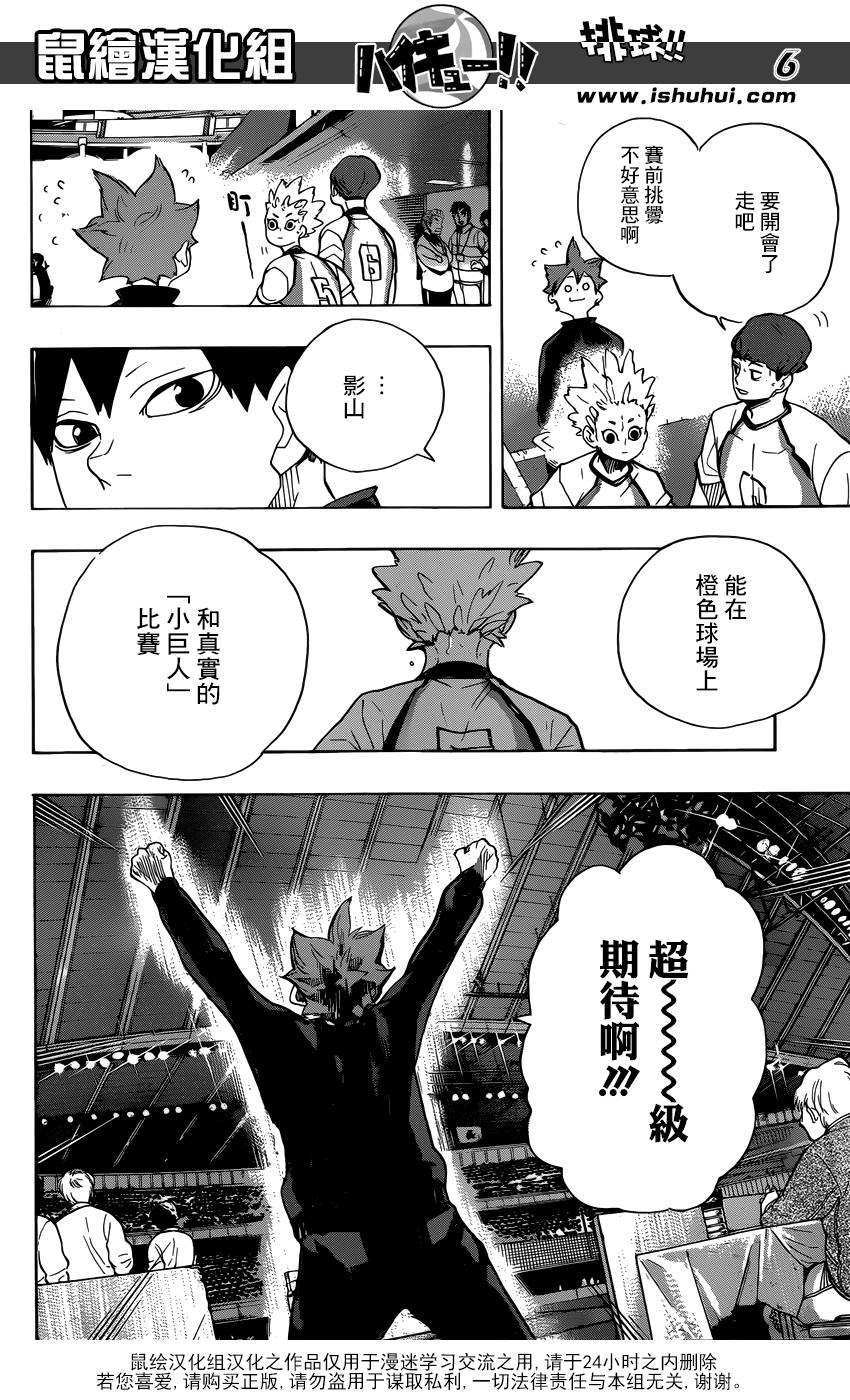 鼠繪漢化組
ハイキュー!!
排球!!
6
www.ishuhui.com
要開會了
走吧
賽前挑釁
不好意思啊
盯
5
6
…
影山
能在
橙色球場上
和真實的
「小巨人」
比賽
超~~~級
期待啊!!!
鼠绘汉化组汉化之作品仅用于漫迷学习交流之用, 请于24小时之内删除
若您喜爱, 请购买正版, 请勿用于谋取私利, 一切法律责任与本组无关, 谢谢。